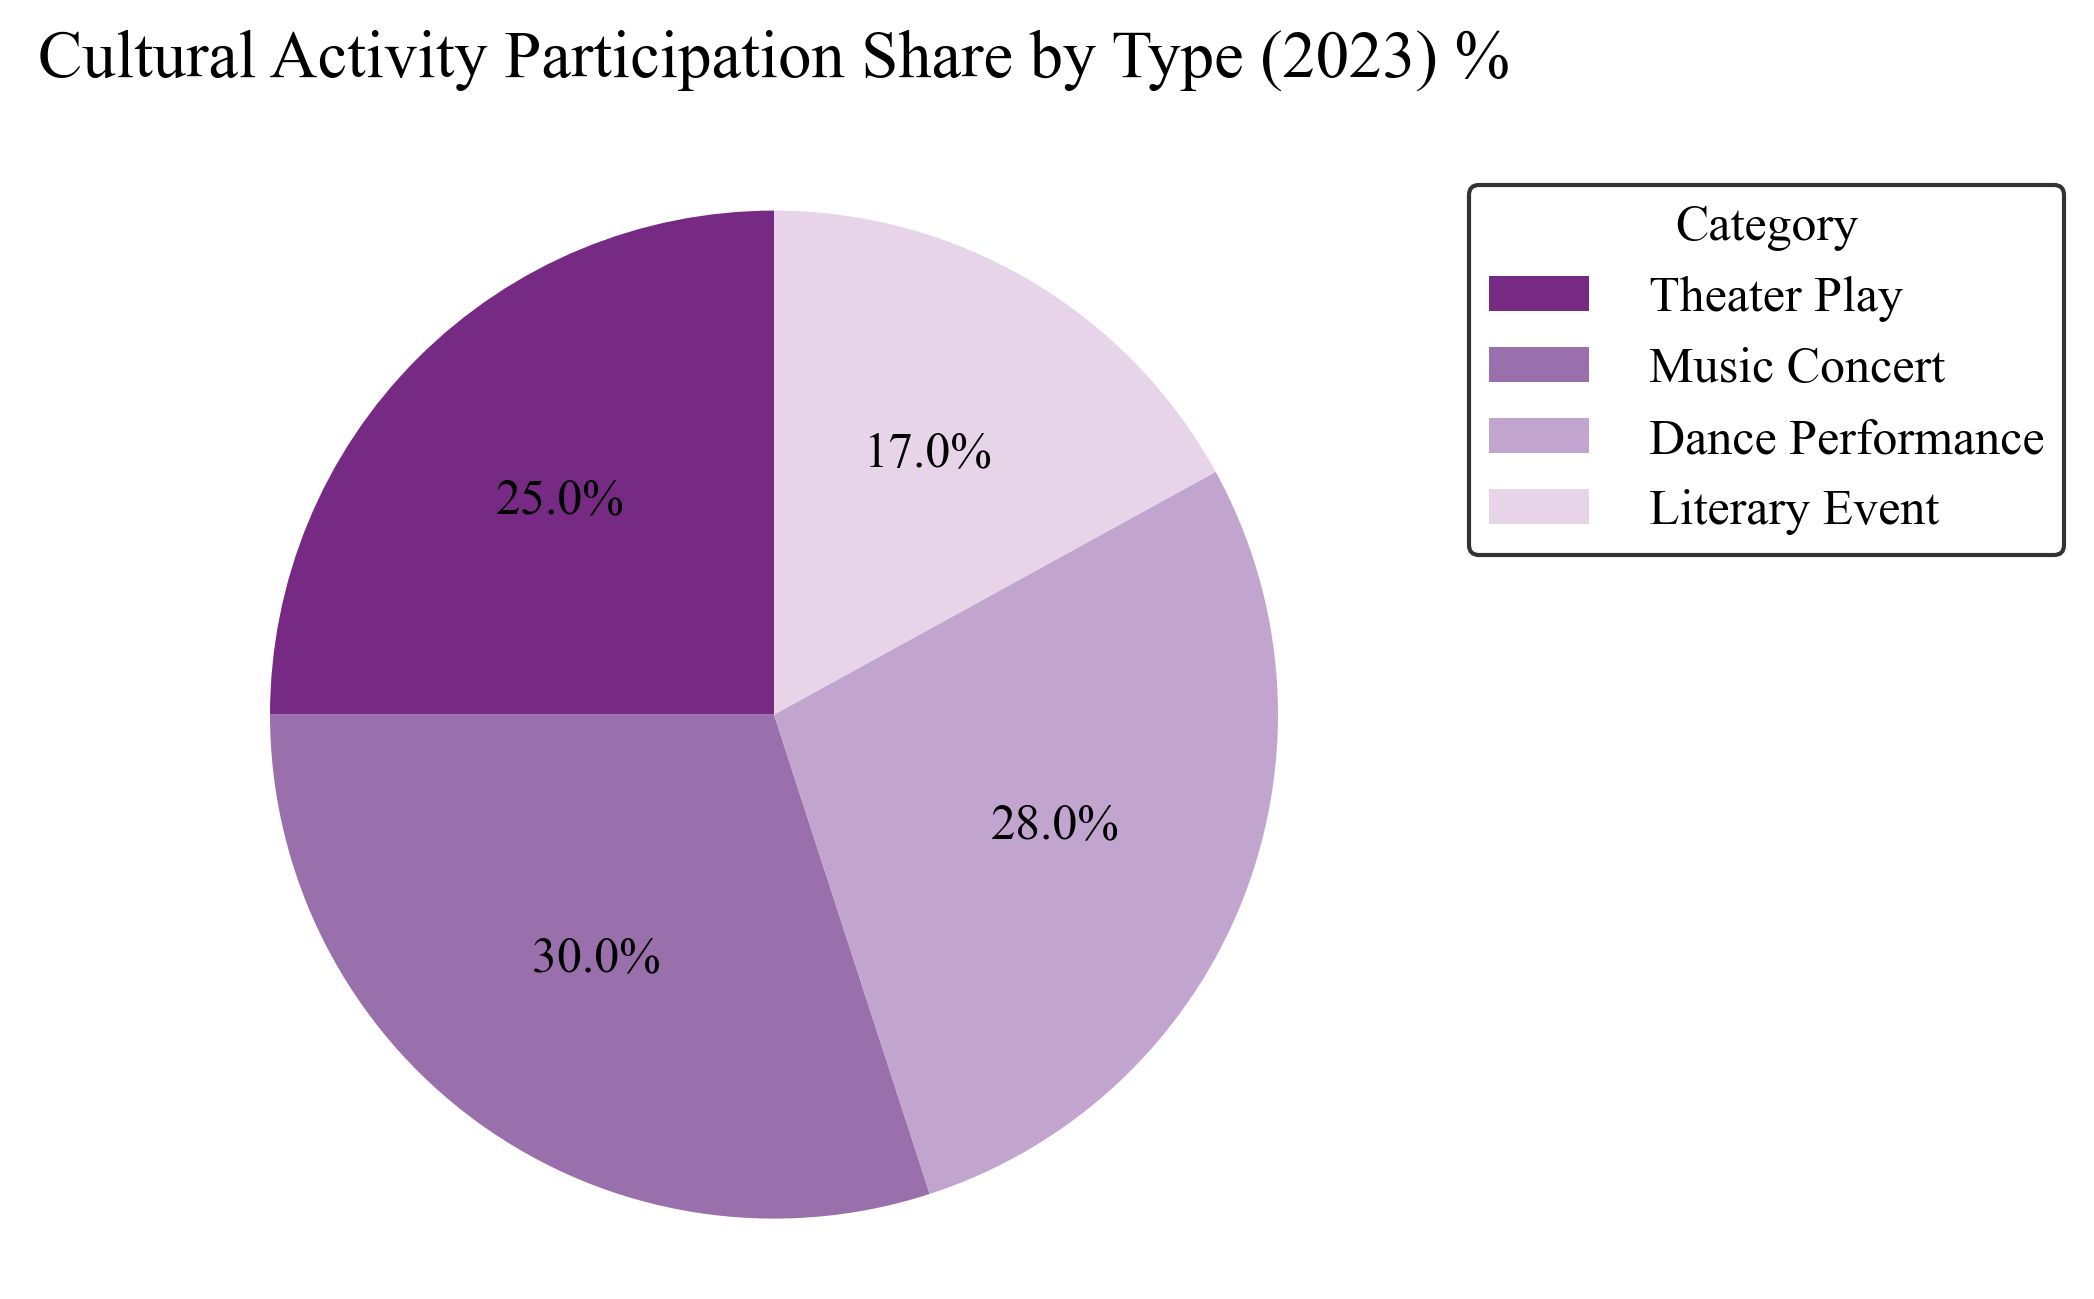 Cultural Activity Participation Share by Type (2023) %
Category
Theater Play
Music Concert
Dance Performance
Literary Event
17.0%
25.0%
28.0%
30.0%